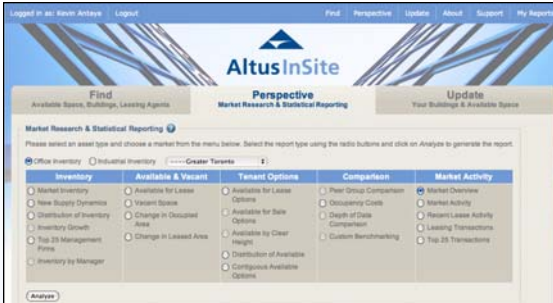 Logged in as: Kevin Antaya Logout Find Perspective Update About Support My Reports
AltusInSite
Find
Available Space, Buildings, Leasing Agents
Perspective
Market Research & Statistical Reporting
Update
Your Buildings & Available Space
Market Research & Statistical Reporting
Please select an asset type and choose a market from the menu below. Select the report type using the radio buttons and click on Analyze to generate the report.
Office Inventory Industrial Inventory -----Greater Toronto
Inventory
Market Inventory
New Supply Dynamics
Distribution of Inventory
Inventory Growth
Top 25 Management
Firms
Inventory by Manager
Available & Vacant
Available for Lease
Vacant Space
Change in Occupied
Area
Change in Leased Area
Tenant Options
Available for Lease
Options
Available for Sale
Options
Available by Clear
Height
Distribution of Available
Contiguous Available
Options
Comparison
Peer Group Comparison
Occupancy Costs
Depth of Data
Comparison
Custom Benchmarking
Market Activity
Market Overview
Market Activity
Recent Lease Activity
Leasing Transactions
Top 25 Transactions
Analyze